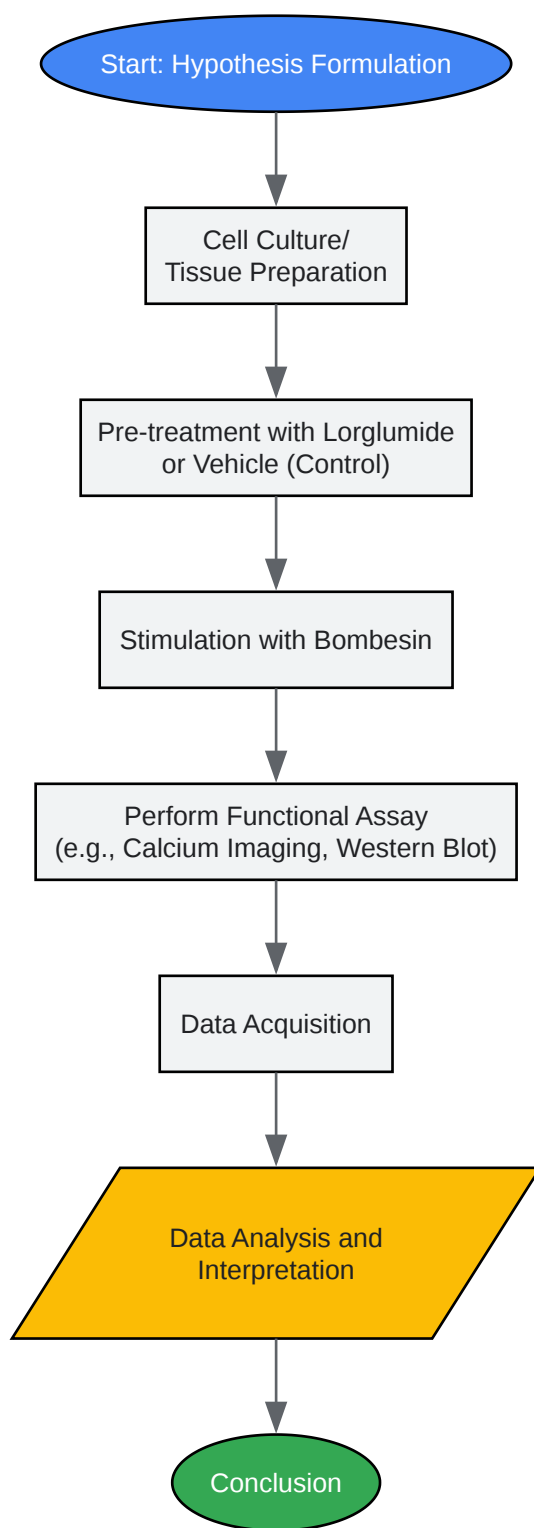 Start: Hypothesis Formulation
Cell Culture/
Tissue Preparation
Pre-treatment with Lorglumide
or Vehicle (Control)
Stimulation with Bombesin
Perform Functional Assay
(e.g., Calcium Imaging, Western Blot)
Data Acquisition
Data Analysis and
Interpretation
Conclusion